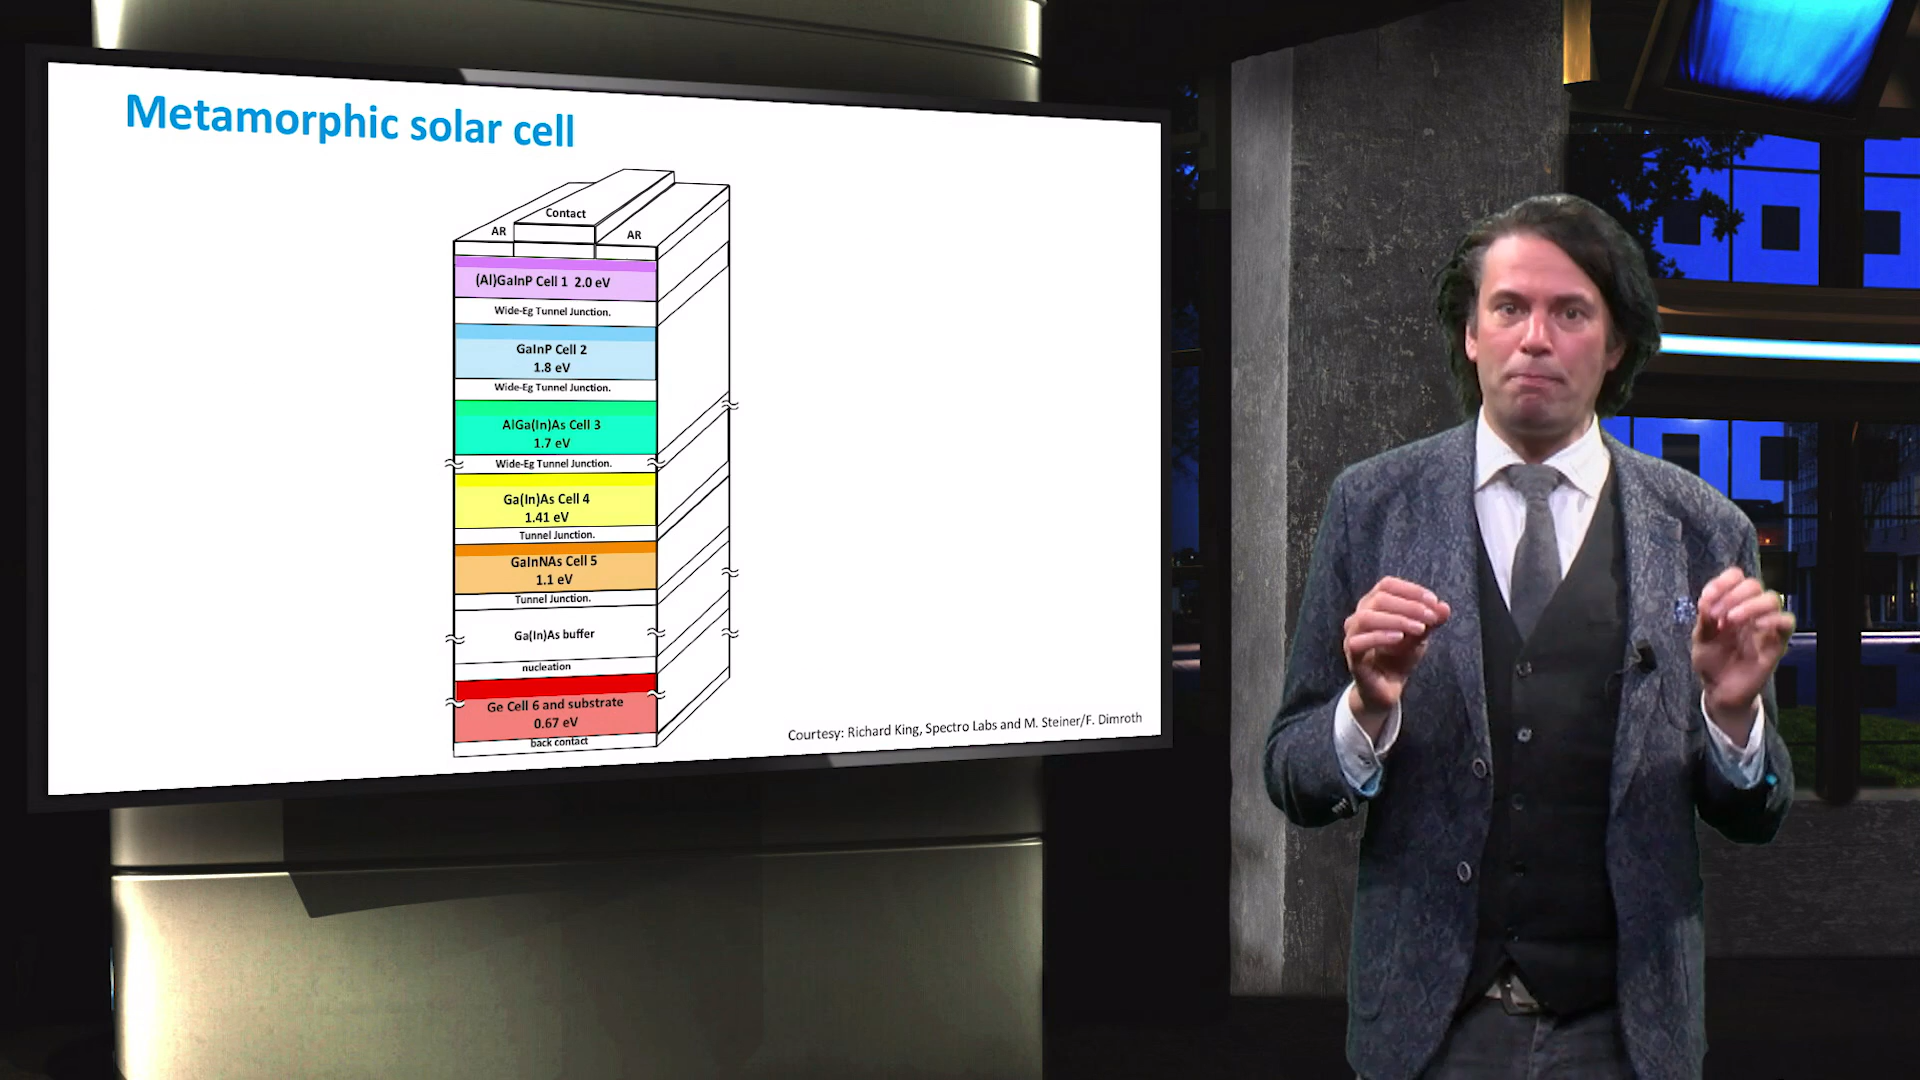 Metamorphic solar cell
Contact
AR
AR
(Al)GaInP Cell 1 2.0 eV
Wide-Eg Tunnel Junction.
GaInP Cell 2
1.8 eV
Wide-Eg Tunnel Junction.
AlGa(In)As Cell 3
1.7 eV
Wide-Eg Tunnel Junction.
Ga(In)As Cell 4
1.41 eV
Tunnel Junction.
GaInNAs Cell 5
1.1 eV
Tunnel Junction.
Ga(In)As buffer
nucleation
Ge Cell 6 and substrate
0.67 eV
back contact
Courtesy: Richard King, Spectro Labs and M. Steiner/F. Dimroth